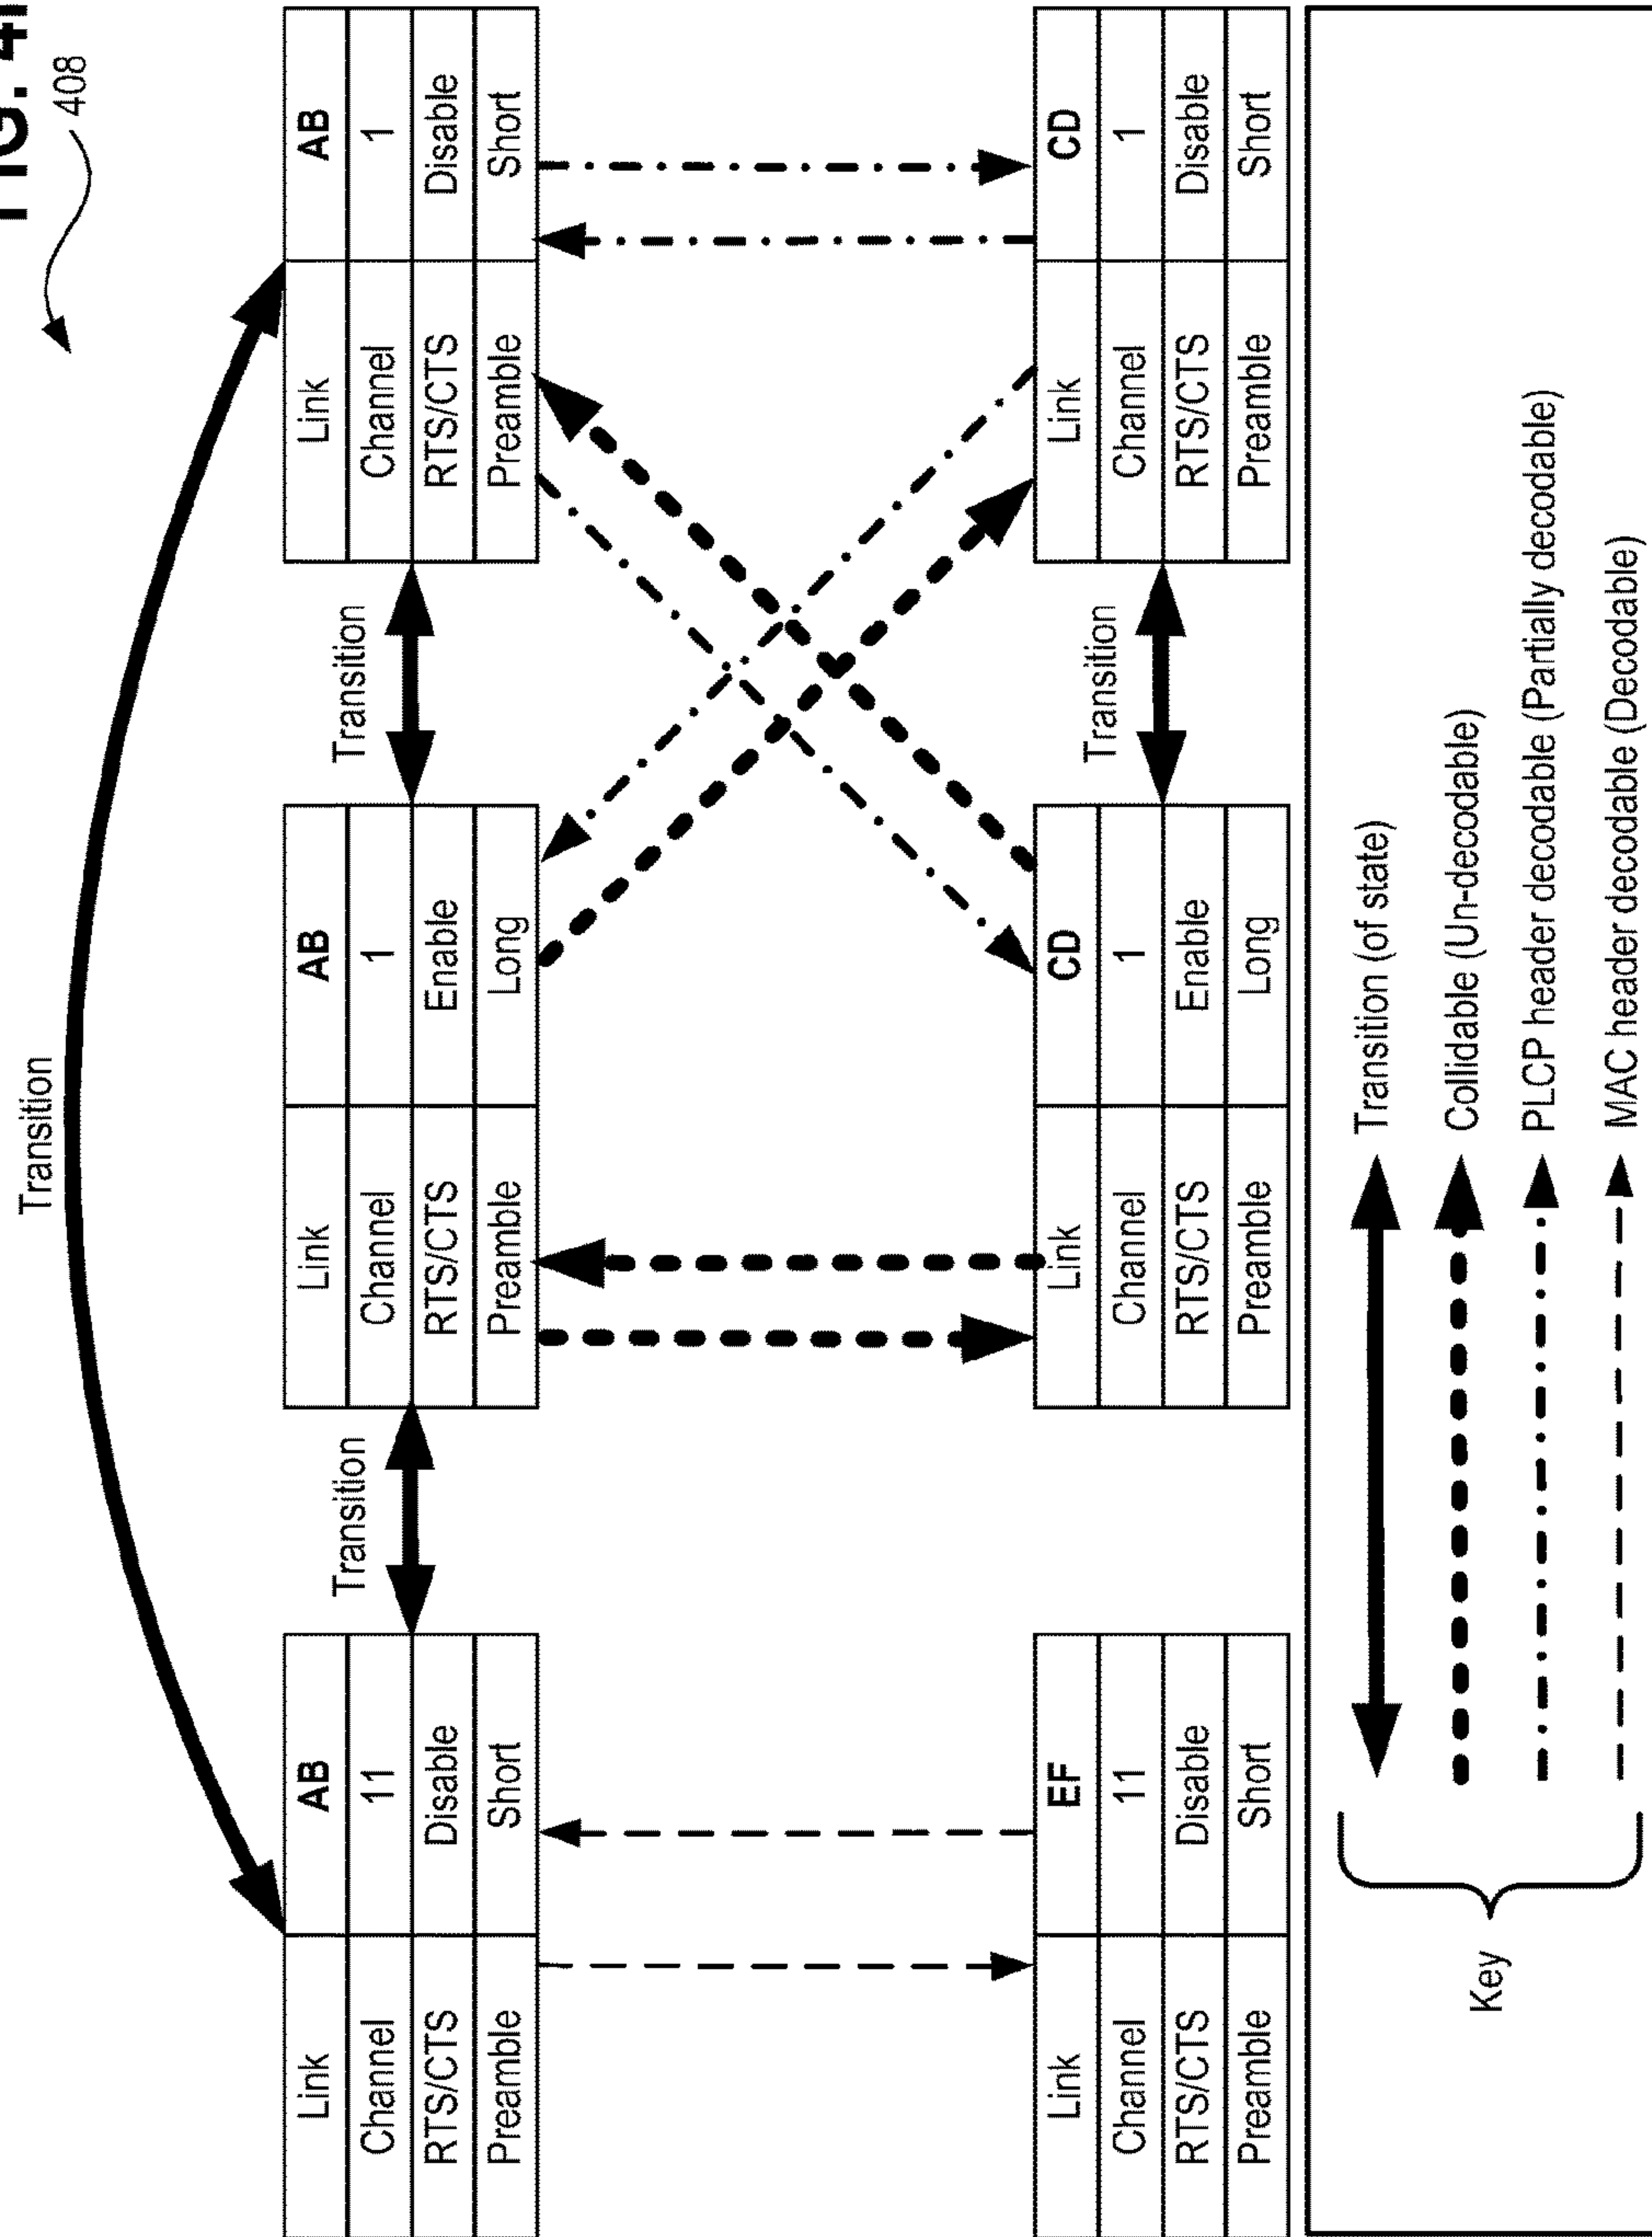 FIG. 4
408
Transition
Link AB
Channel 11
RTS/CTS Disable
Preamble Short
Transition
Link AB
Channel 1
RTS/CTS Enable
Preamble Long
Transition
Link AB
Channel 1
RTS/CTS Disable
Preamble Short
Link EF
Channel 11
RTS/CTS Disable
Preamble Short
Link CD
Channel 1
RTS/CTS Enable
Preamble Long
Transition
Link CD
Channel 1
RTS/CTS Disable
Preamble Short
Key
Transition (of state)
Collidable (Un-decodable)
PLCP header decodable (Partially decodable)
MAC header decodable (Decodable)